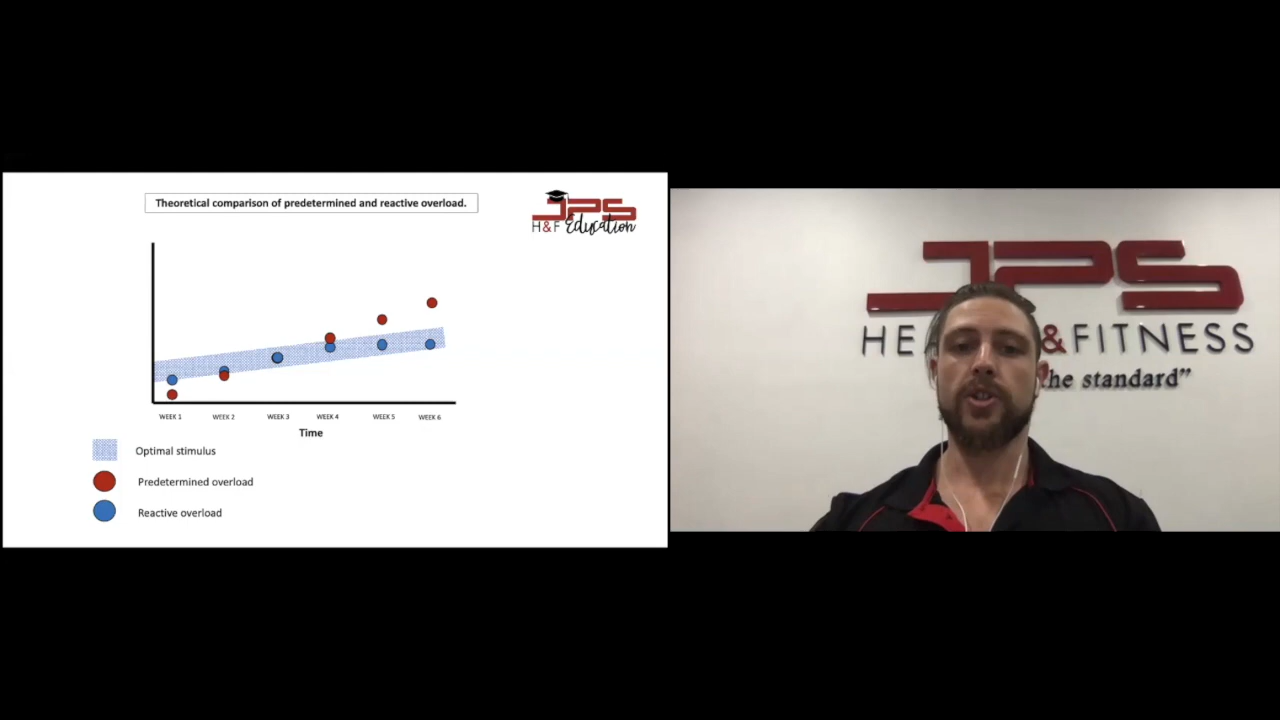 Theoretical comparison of predetermined and reactive overload.
JPS
H&F Education
WEEK 1
WEEK 2
WEEK 3
WEEK 4
WEEK 5
WEEK 6
Time
Optimal stimulus
Predetermined overload
Reactive overload
JPS
HE &FITNESS
he standard"